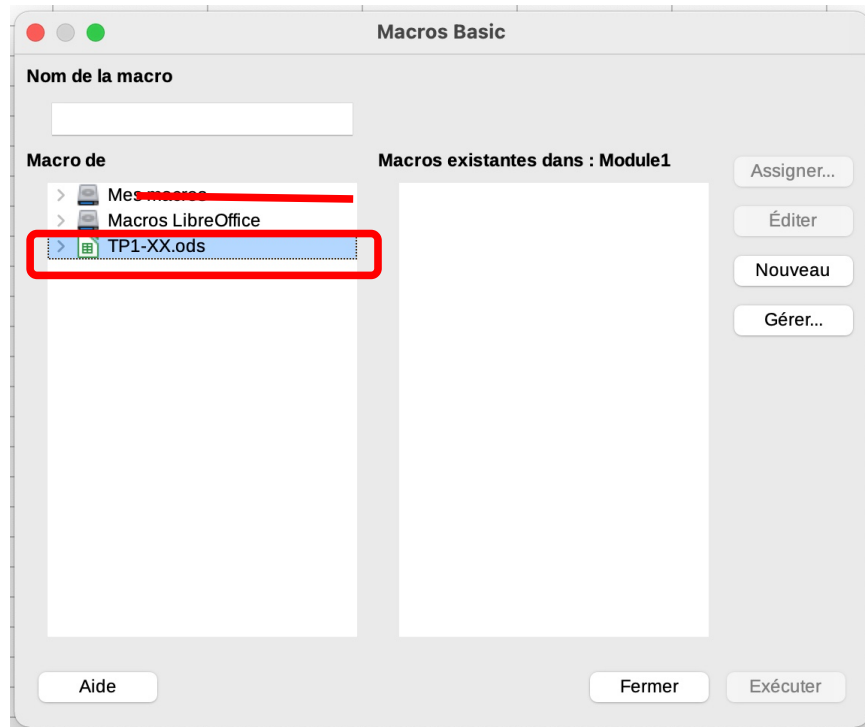 Macros Basic
Nom de la macro
Macro de
Macros existantes dans : Module1
Mes macros
Macros LibreOffice
TP1-XX.ods
Assigner...
Éditer
Nouveau
Gérer...
Aide
Fermer
Exécuter